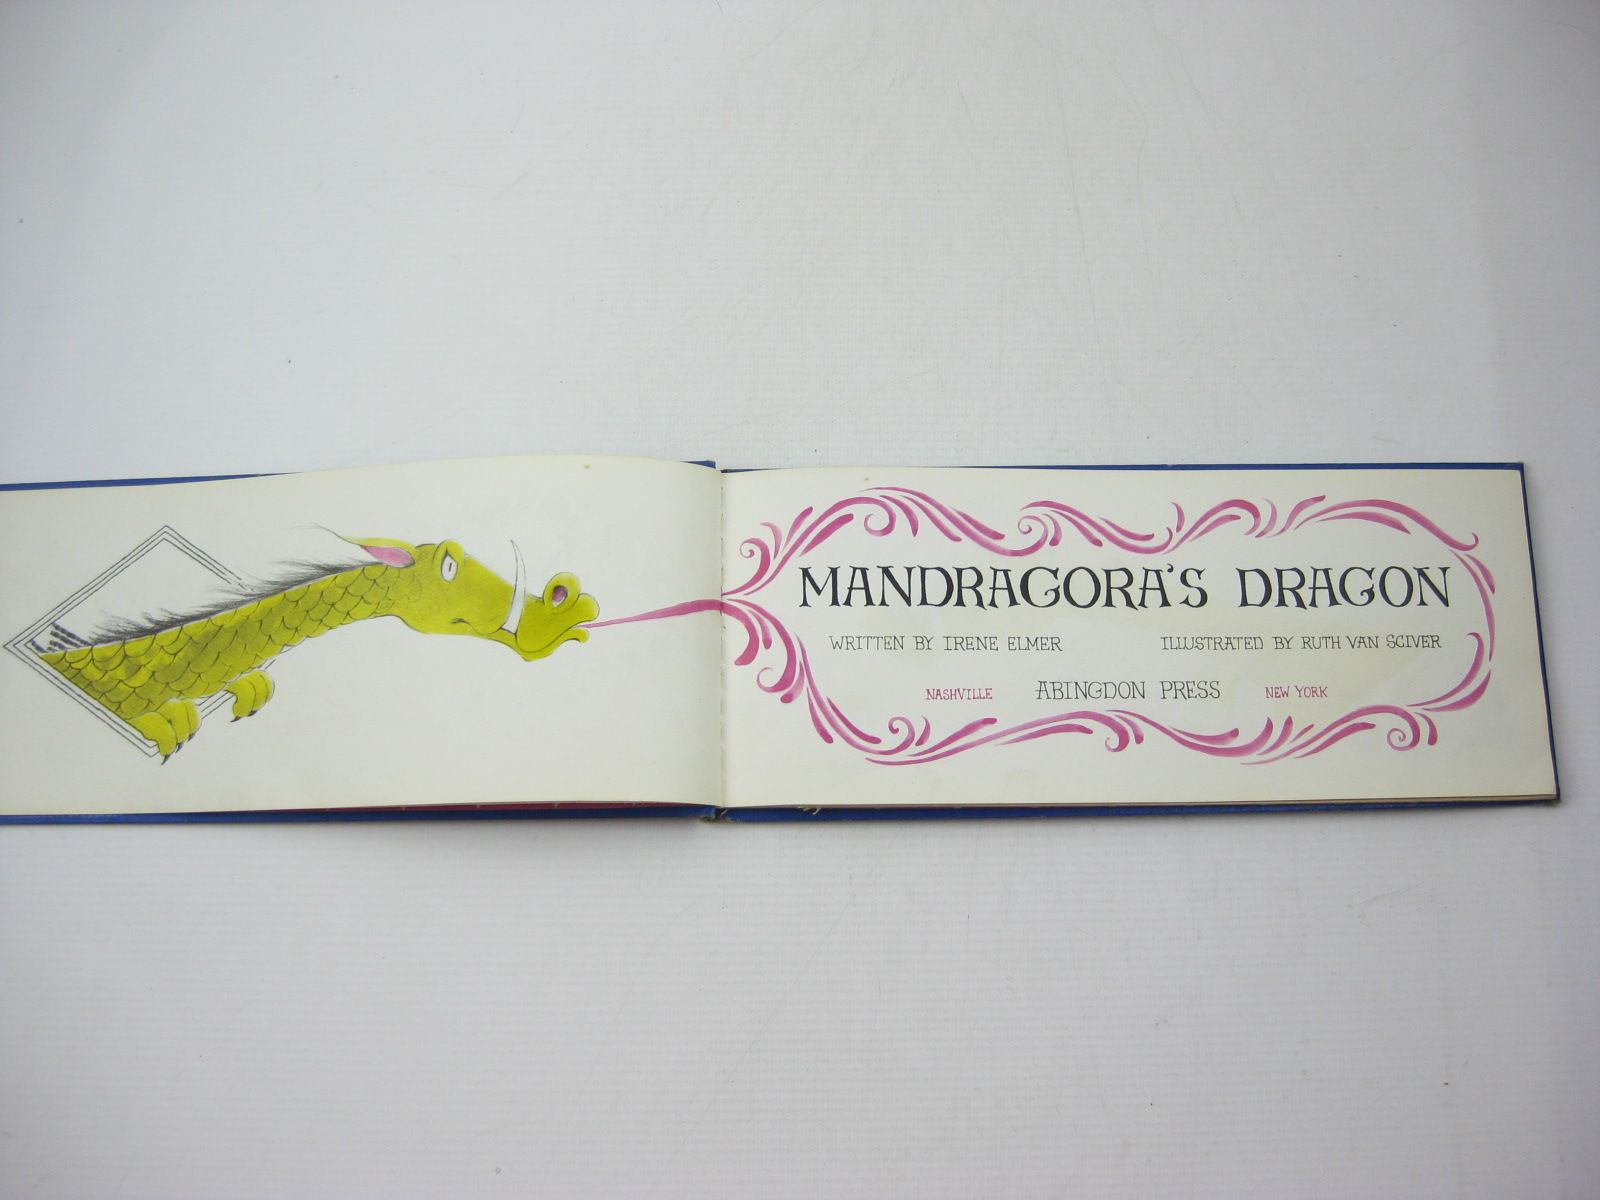 MANDRAGORA'S DRAGON
WRITTEN BY IRENE ELMER ILLUSTRATED BY RUTH VAN SCIVER
NASHVILLE ABINGDON PRESS NEW YORK